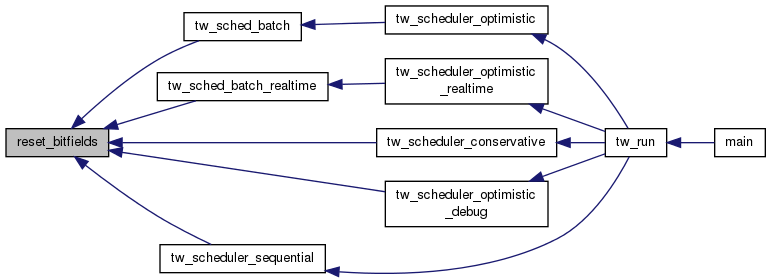 tw_sched_batch
tw_scheduler_optimistic
tw_sched_batch_realtime
tw_scheduler_optimistic
_realtime
reset_bitfields
tw_scheduler_conservative
tw_run
main
tw_scheduler_optimistic
_debug
tw_scheduler_sequential